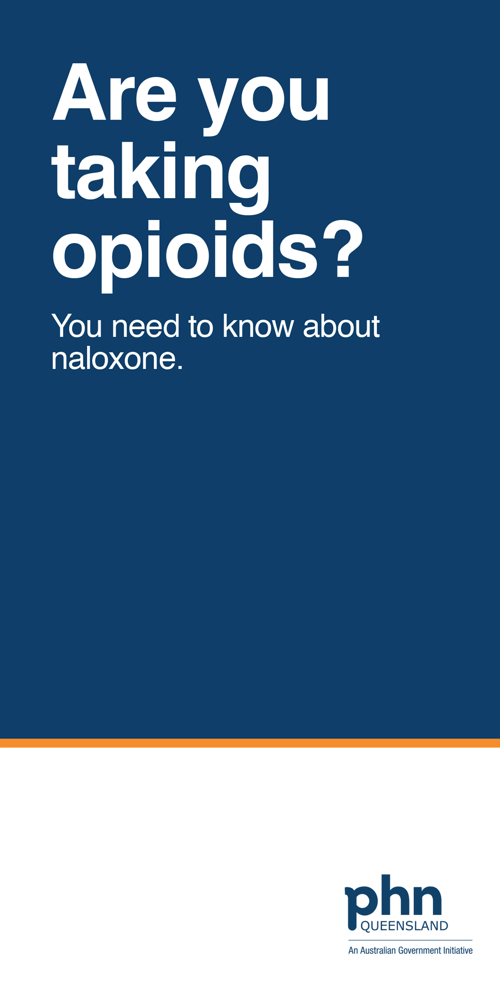 Are you
taking
opioids?
You need to know about
naloxone.
phn
QUEENSLAND
An Australian Government Initiative